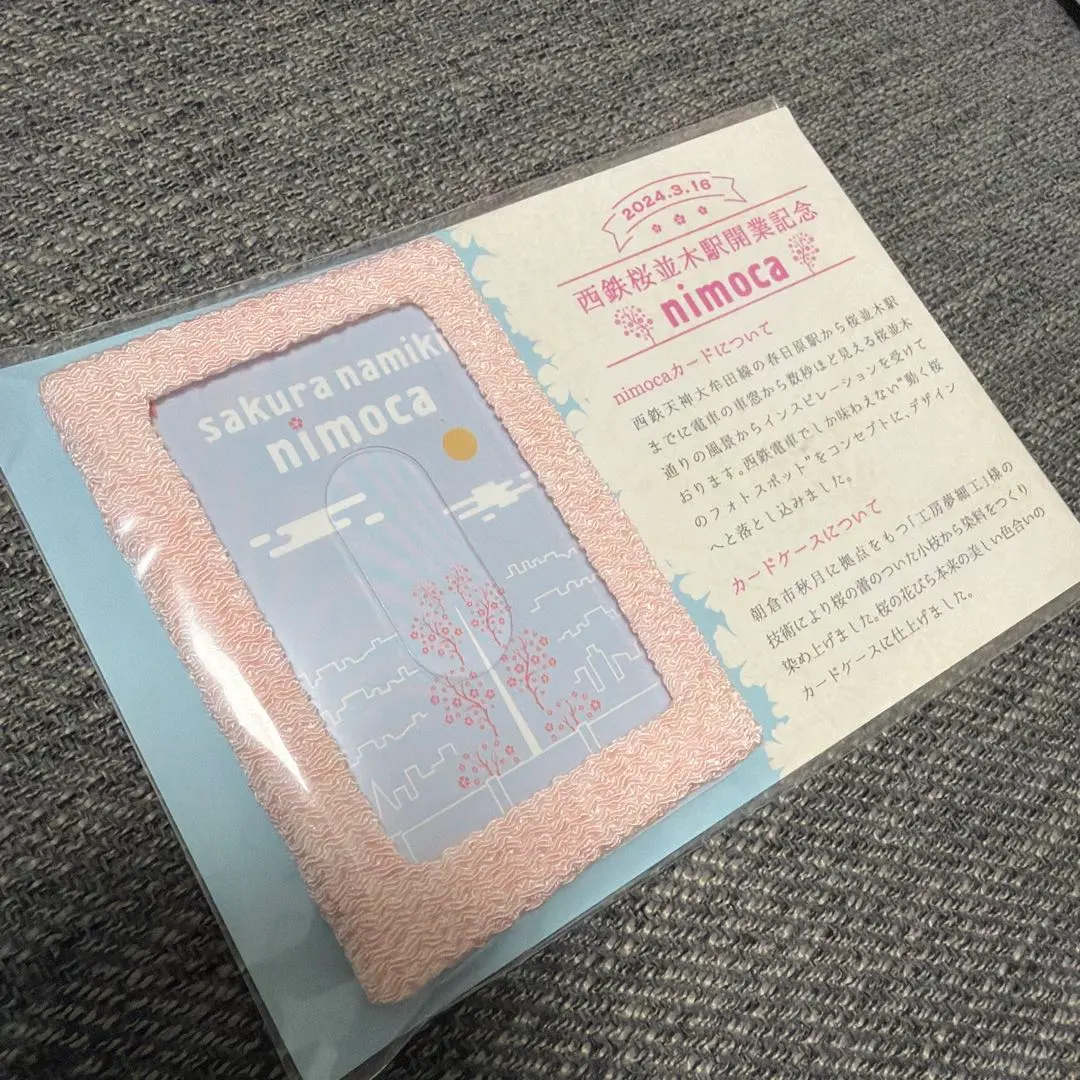 sakura namiki
nimoca
2024.3.16
西鉄桜並木駅開業記念
nimoca
nimocaカードについて
西鉄天神大牟田線の春日原駅から桜並木駅
までに電車の車窓から数秒ほど見える桜並木
通りの風景からインスピレーションを受けて
おります。西鉄電車でしか味わえない"動く桜
のフォトスポット"をコンセプトに、デザイン
へと落とし込みました。
カードケースについて
朝倉市秋月に拠点をもつ「工房夢細工」様の
技術により桜の蕾のついた小枝から染料をつくり
染め上げました。桜の花びら本来の美しい色合いの
カードケースに仕上げました。